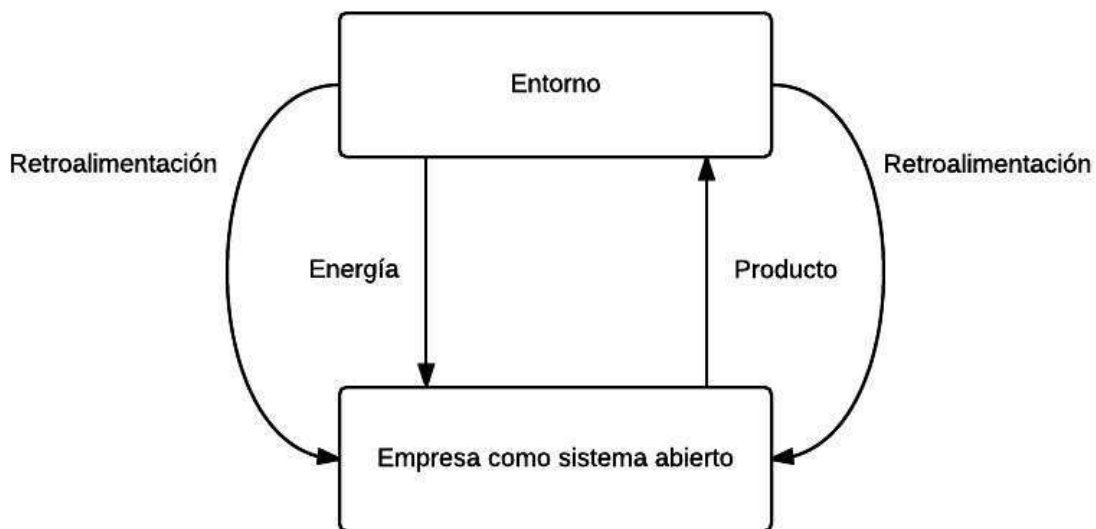 Entorno
Retroalimentación
Retroalimentación
Energía
Producto
Empresa como sistema abierto